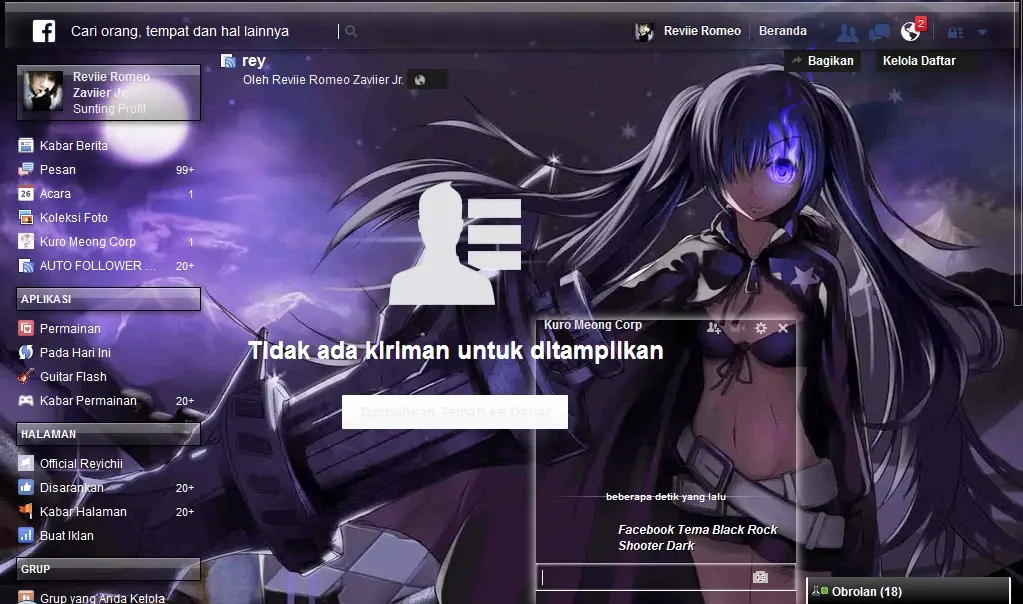 Cari orang, tempat dan hal lainnya
Reviie Romeo
Beranda
2
Reviie Romeo
Zaviier Jr.
Sunting Profil
rey
Oleh Reviie Romeo Zaviier Jr.
Bagikan
Kelola Daftar
Kabar Berita
Pesan 99+
26 Acara 1
Koleksi Foto
Kuro Meong Corp 1
AUTO FOLLOWER ... 20+
APLIKASI
Permainan
Pada Hari Ini
Guitar Flash
Kabar Permainan 20+
HALAMAN
Official Reyichii
Disarankan 20+
Kabar Halaman 20+
Buat Iklan
GRUP
Grup yang Anda Kelola
Tidak ada kiriman untuk ditampilkan
Tambahkan Teman ke Daftar
Kuro Meong Corp
beberapa detik yang lalu
Facebook Tema Black Rock
Shooter Dark
Obrolan (18)